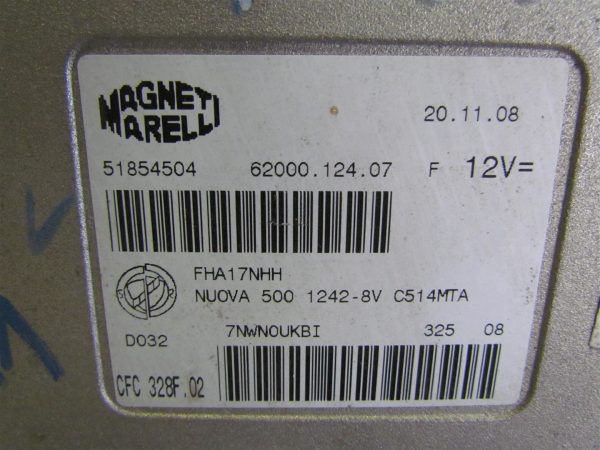 MAGNETI
MARELLI
20.11.08
51854504 62000.124.07 F 12V=
FHA17NHH
NUOVA 500 1242-8V C514MTA
D032 7NWN0UKBI 325 08
CFC 328F.02